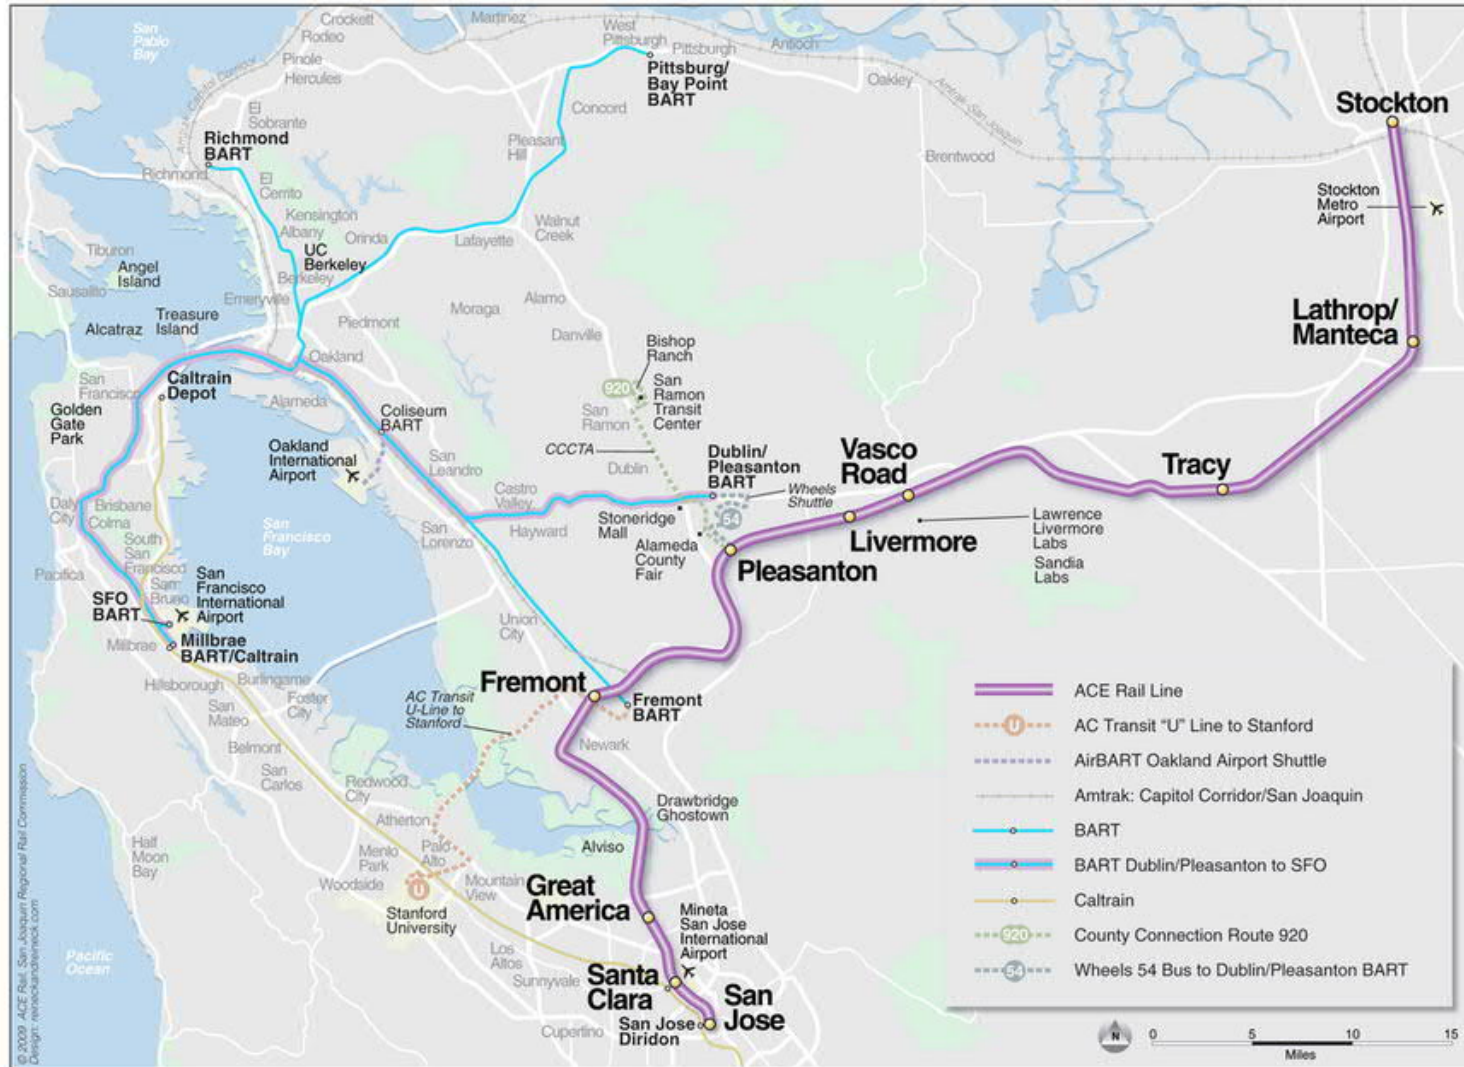 San
Pablo
Bay
Crockett
Rodeo
Pinole
Hercules
Martinez
West
Pittsburgh
Pittsburgh
Antioch
Oakley
Pittsburg/
Bay Point
BART
Amtrak-Capitol Corridor
Amtrak-San Joaquin
Concord
El
Sobrante
Richmond
BART
Richmond
El
Cerrito
Pleasant
Hill
Brentwood
Stockton
Stockton
Metro
Airport
Kensington
Albany
Orinda
Lafayette
Walnut
Creek
UC
Berkeley
Berkeley
Tiburon
Angel
Island
Sausalito
Emeryville
Moraga
Alamo
Alcatraz
Treasure
Island
Piedmont
Danville
Lathrop/
Manteca
Oakland
Bishop
Ranch
San
Francisco
Caltrain
Depot
920
San
Ramon
Transit
Center
San
Ramon
Golden
Gate
Park
Alameda
Coliseum
BART
Oakland
International
Airport
San
Leandro
CCCTA
Dublin
Dublin/
Pleasanton
BART
Vasco
Road
Tracy
Castro
Valley
Wheels
Shuttle
54
Daly
City
Brisbane
Colma
San
Francisco
Bay
San
Lorenzo
Hayward
Stoneridge
Mall
Alameda
County
Fair
Pleasanton
Livermore
Lawrence
Livermore
Labs
Sandia
Labs
South
San
Francisco
Pacifica
San
Bruno
San
Francisco
International
Airport
SFO
BART
Millbrae
Millbrae
BART/Caltrain
Union
City
Hillsborough
Burlingame
Foster
City
San
Mateo
AC Transit
U-Line to
Stanford
Fremont
Fremont
BART
Newark
Belmont
San
Carlos
Redwood
City
Atherton
Drawbridge
Ghostown
Half
Moon
Bay
Menlo
Park
Palo
Alto
Alviso
Woodside
U
Mountain
View
Stanford
University
Great
America
Mineta
San Jose
International
Airport
Pacific
Ocean
Los
Altos
Sunnyvale
Santa
Clara
San
Jose
Cupertino
San Jose
Diridon
ACE Rail Line
U
AC Transit “U” Line to Stanford
AirBART Oakland Airport Shuttle
Amtrak: Capitol Corridor/San Joaquin
BART
BART Dublin/Pleasanton to SFO
Caltrain
920
County Connection Route 920
54
Wheels 54 Bus to Dublin/Pleasanton BART
N
0 5 10 15
Miles
© 2009 ACE Rail, San Joaquin Regional Rail Commission
Design: reineckandreineck.com